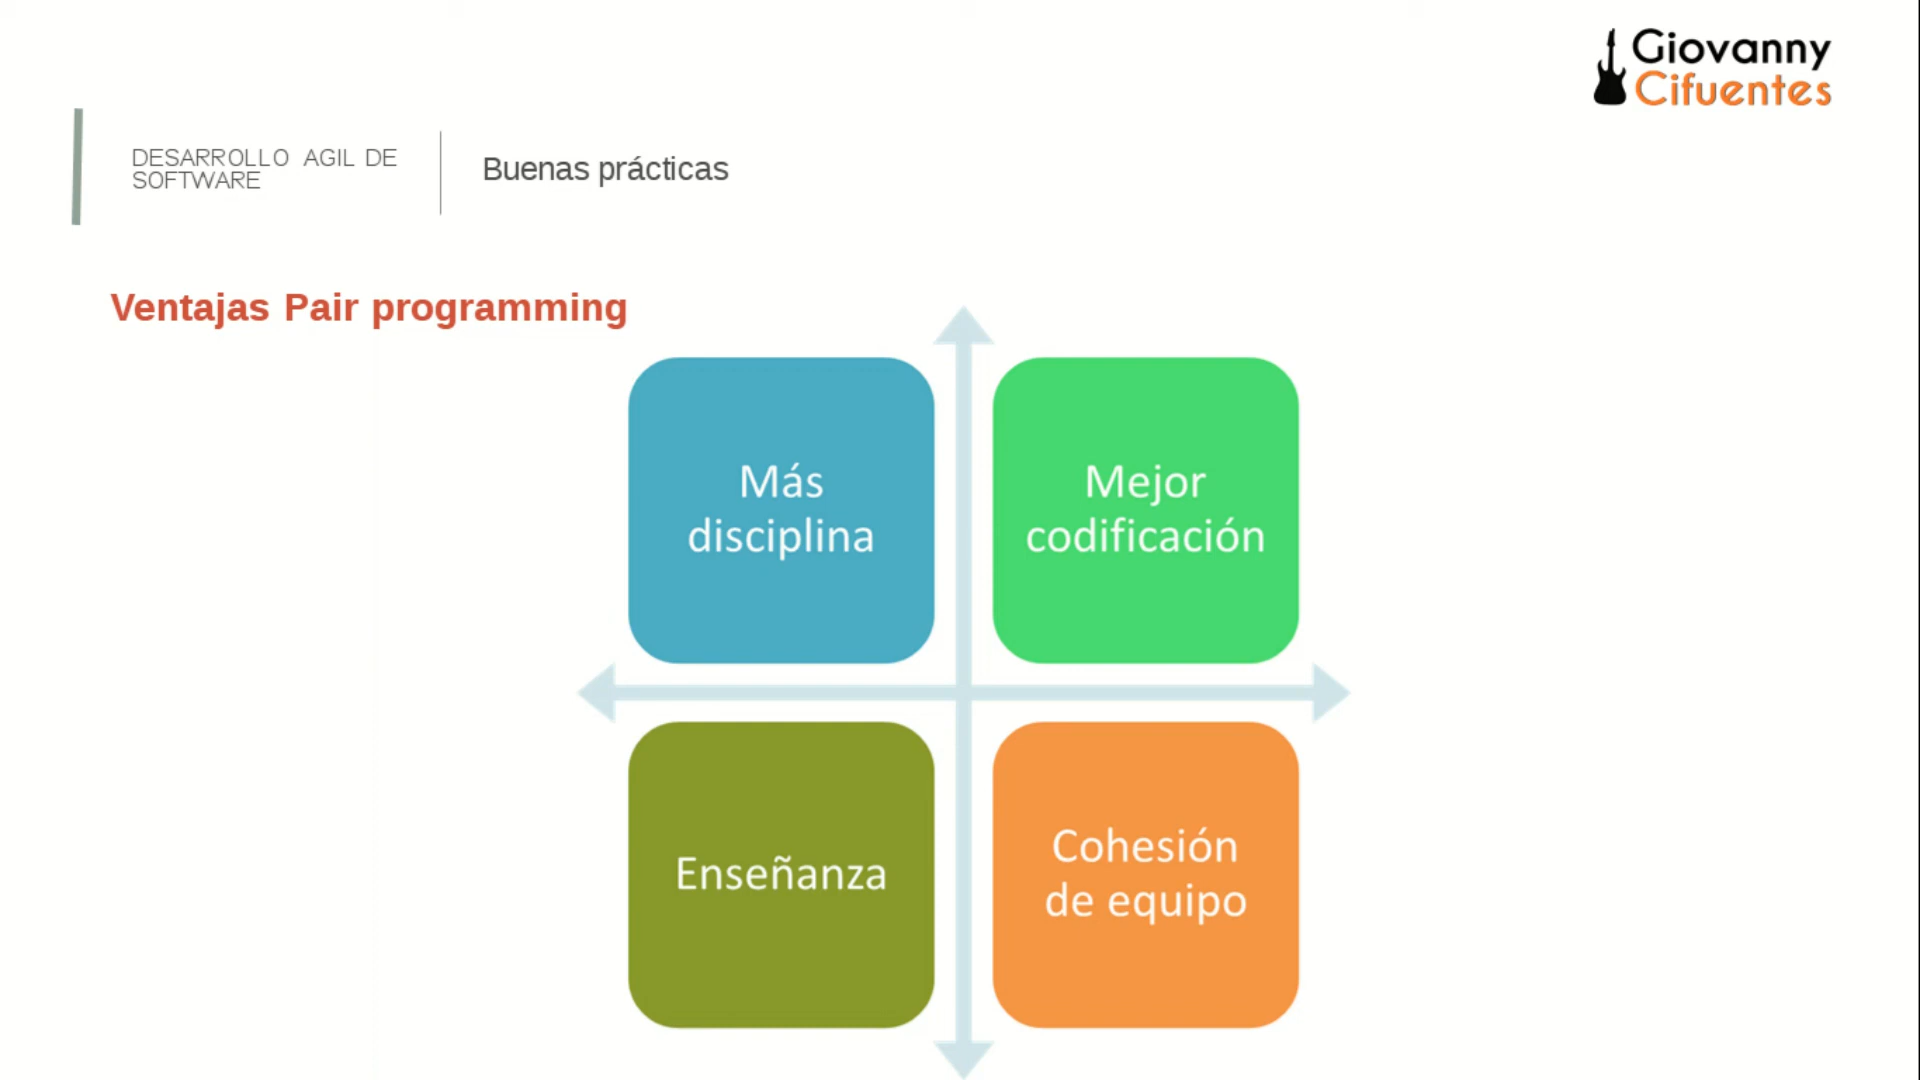 Giovanny
Cifuentes
DESARROLLO AGIL DE
SOFTWARE
Buenas prácticas
Ventajas Pair programming
Más
disciplina
Mejor
codificación
Enseñanza
Cohesión
de equipo